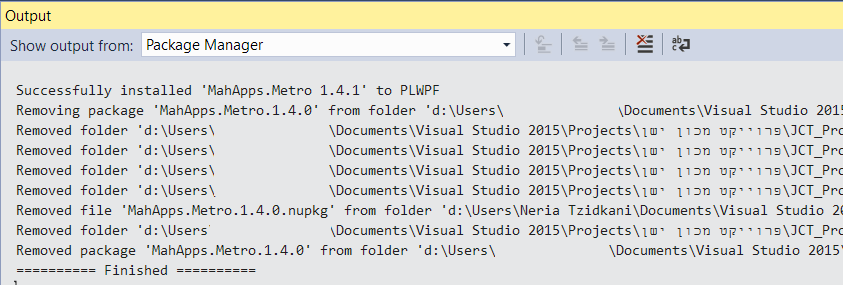 Output
Show output from: Package Manager
Successfully installed 'MahApps.Metro 1.4.1' to PLWPF
Removing package 'MahApps.Metro.1.4.0' from folder 'd:\Users\ \Documents\Visual Studio 2015
Removed folder 'd:\Users\ \Documents\Visual Studio 2015\Projects\פרוייקט מכון ישן\JCT_Pro
Removed folder 'd:\Users\ \Documents\Visual Studio 2015\Projects\פרוייקט מכון ישן\JCT_Pro
Removed folder 'd:\Users\ \Documents\Visual Studio 2015\Projects\פרוייקט מכון ישן\JCT_Pro
Removed folder 'd:\Users\ \Documents\Visual Studio 2015\Projects\פרוייקט מכון ישן\JCT_Pro
Removed file 'MahApps.Metro.1.4.0.nupkg' from folder 'd:\Users\Neria Tzidkani\Documents\Visual Studio 20
Removed folder 'd:\Users \Documents\Visual Studio 2015\Projects\פרוייקט מכון ישן\JCT_Pro
Removed package 'MahApps.Metro.1.4.0' from folder 'd:\Users\ \Documents\Visual Studio 2015\
========== Finished ==========